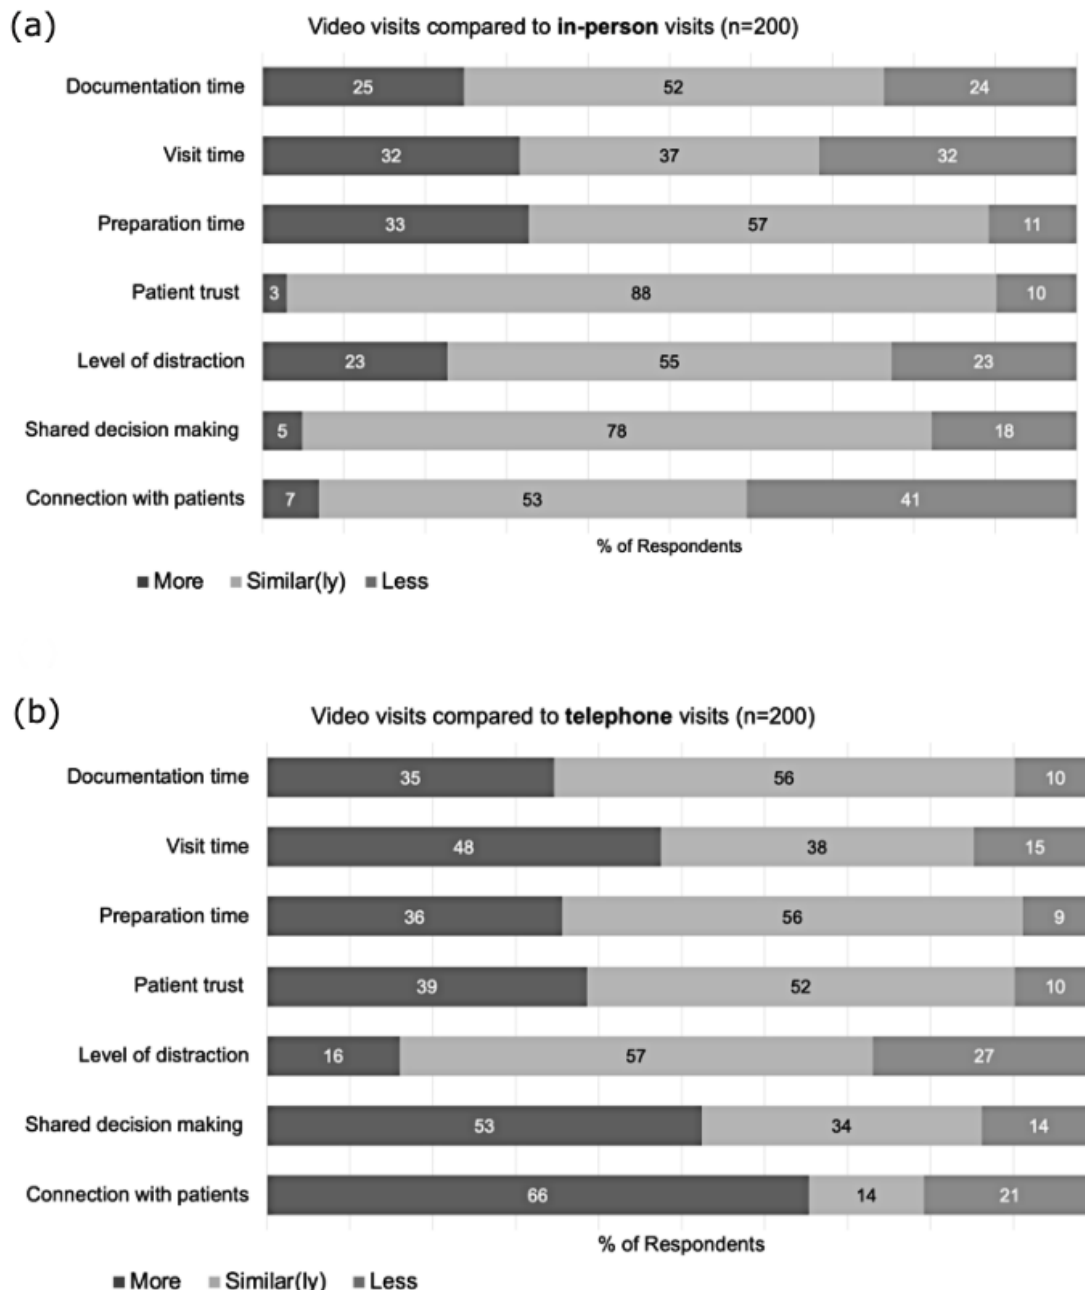 (a)
Video visits compared to in-person visits (n=200)
Documentation time 25 52 24
Visit time 32 37 32
Preparation time 33 57 11
Patient trust 3 88 10
Level of distraction 23 55 23
Shared decision making 5 78 18
Connection with patients 7 53 41
% of Respondents
More Similar(ly) Less
(b)
Video visits compared to telephone visits (n=200)
Documentation time 35 56 10
Visit time 48 38 15
Preparation time 36 56 9
Patient trust 39 52 10
Level of distraction 16 57 27
Shared decision making 53 34 14
Connection with patients 66 14 21
% of Respondents
More Similar(ly) Less